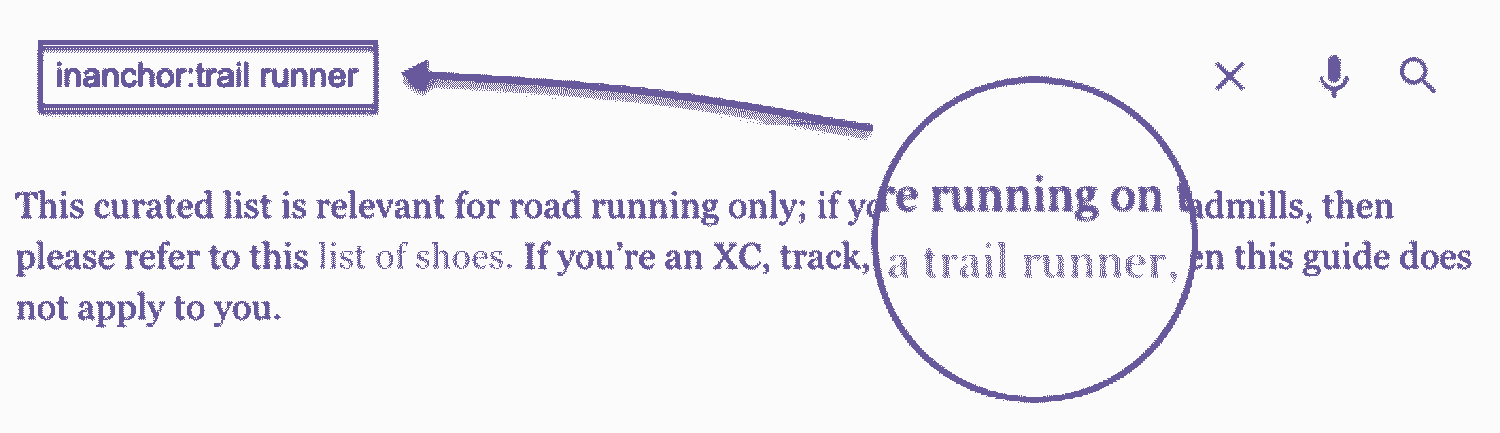 inanchor:trail runner
This curated list is relevant for road running only; if yo re running on t admills, then
please refer to this list of shoes. If you’re an XC, track, a trail runner, en this guide does
not apply to you.